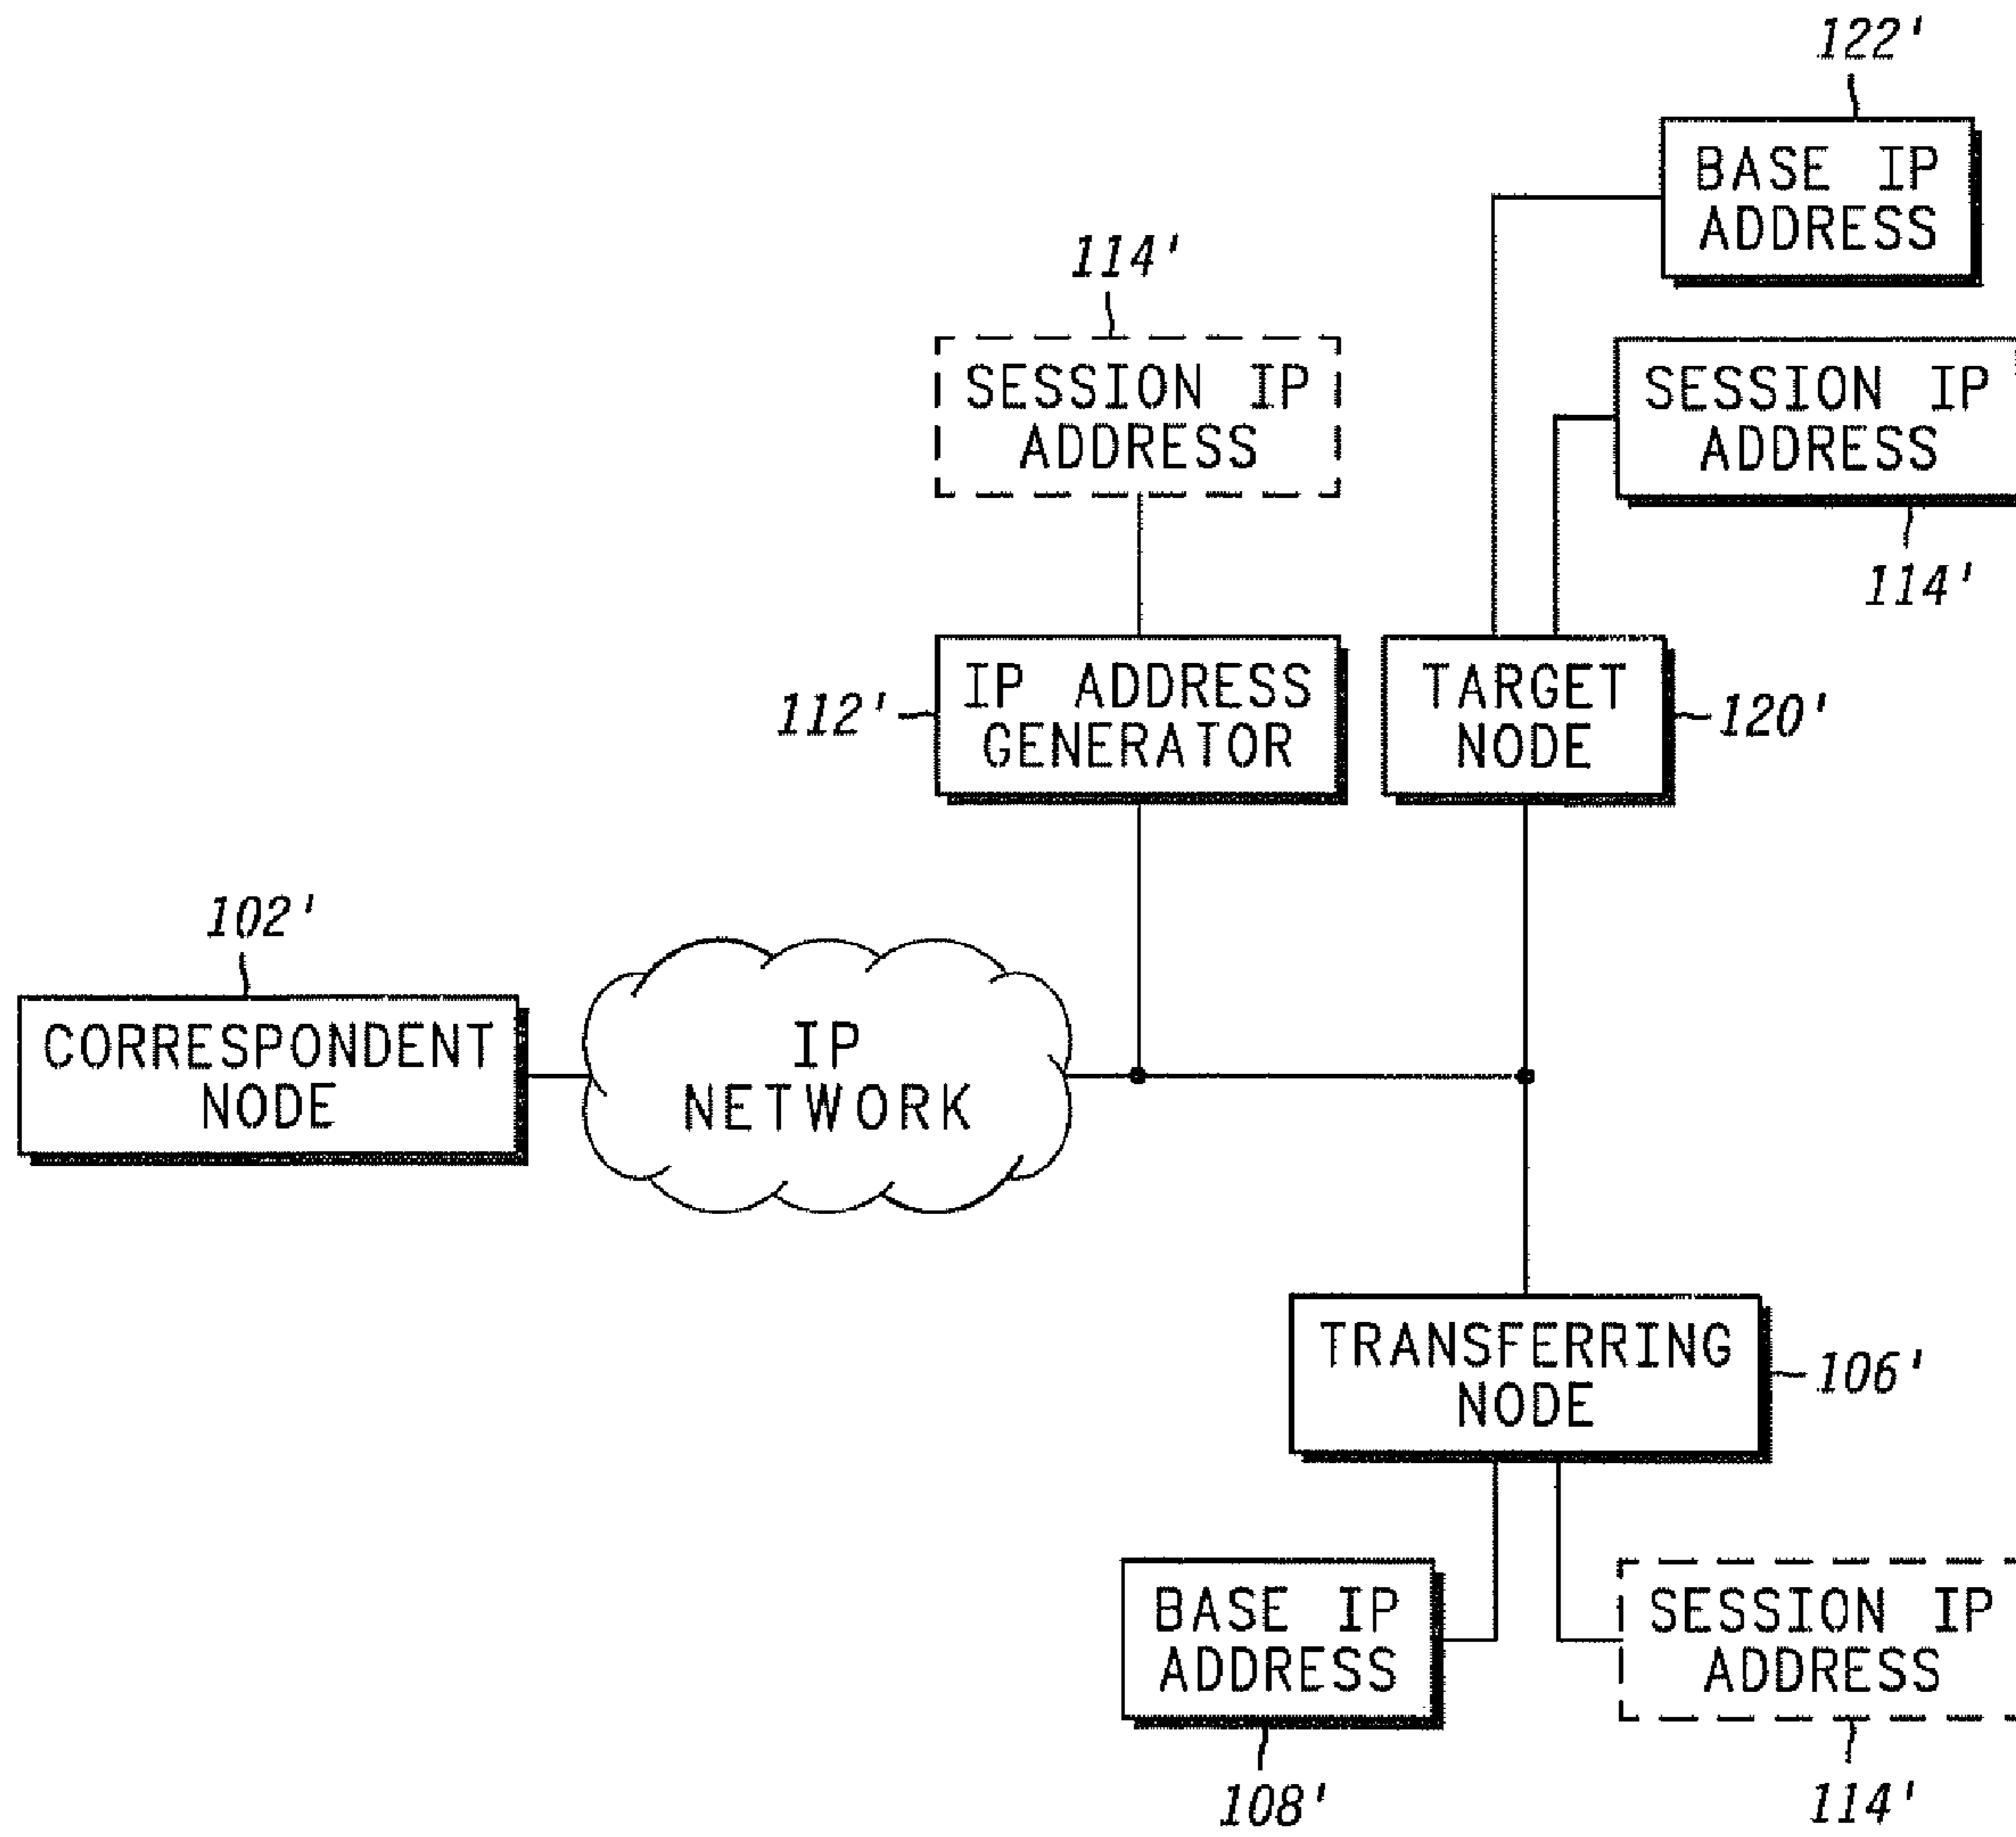 122'
BASE IP
ADDRESS
114'
SESSION IP
ADDRESS
SESSION IP
ADDRESS
114'
112'
IP ADDRESS
GENERATOR
TARGET
NODE
120'
102'
CORRESPONDENT
NODE
IP
NETWORK
TRANSFERRING
NODE
106'
BASE IP
ADDRESS
SESSION IP
ADDRESS
108'
114'